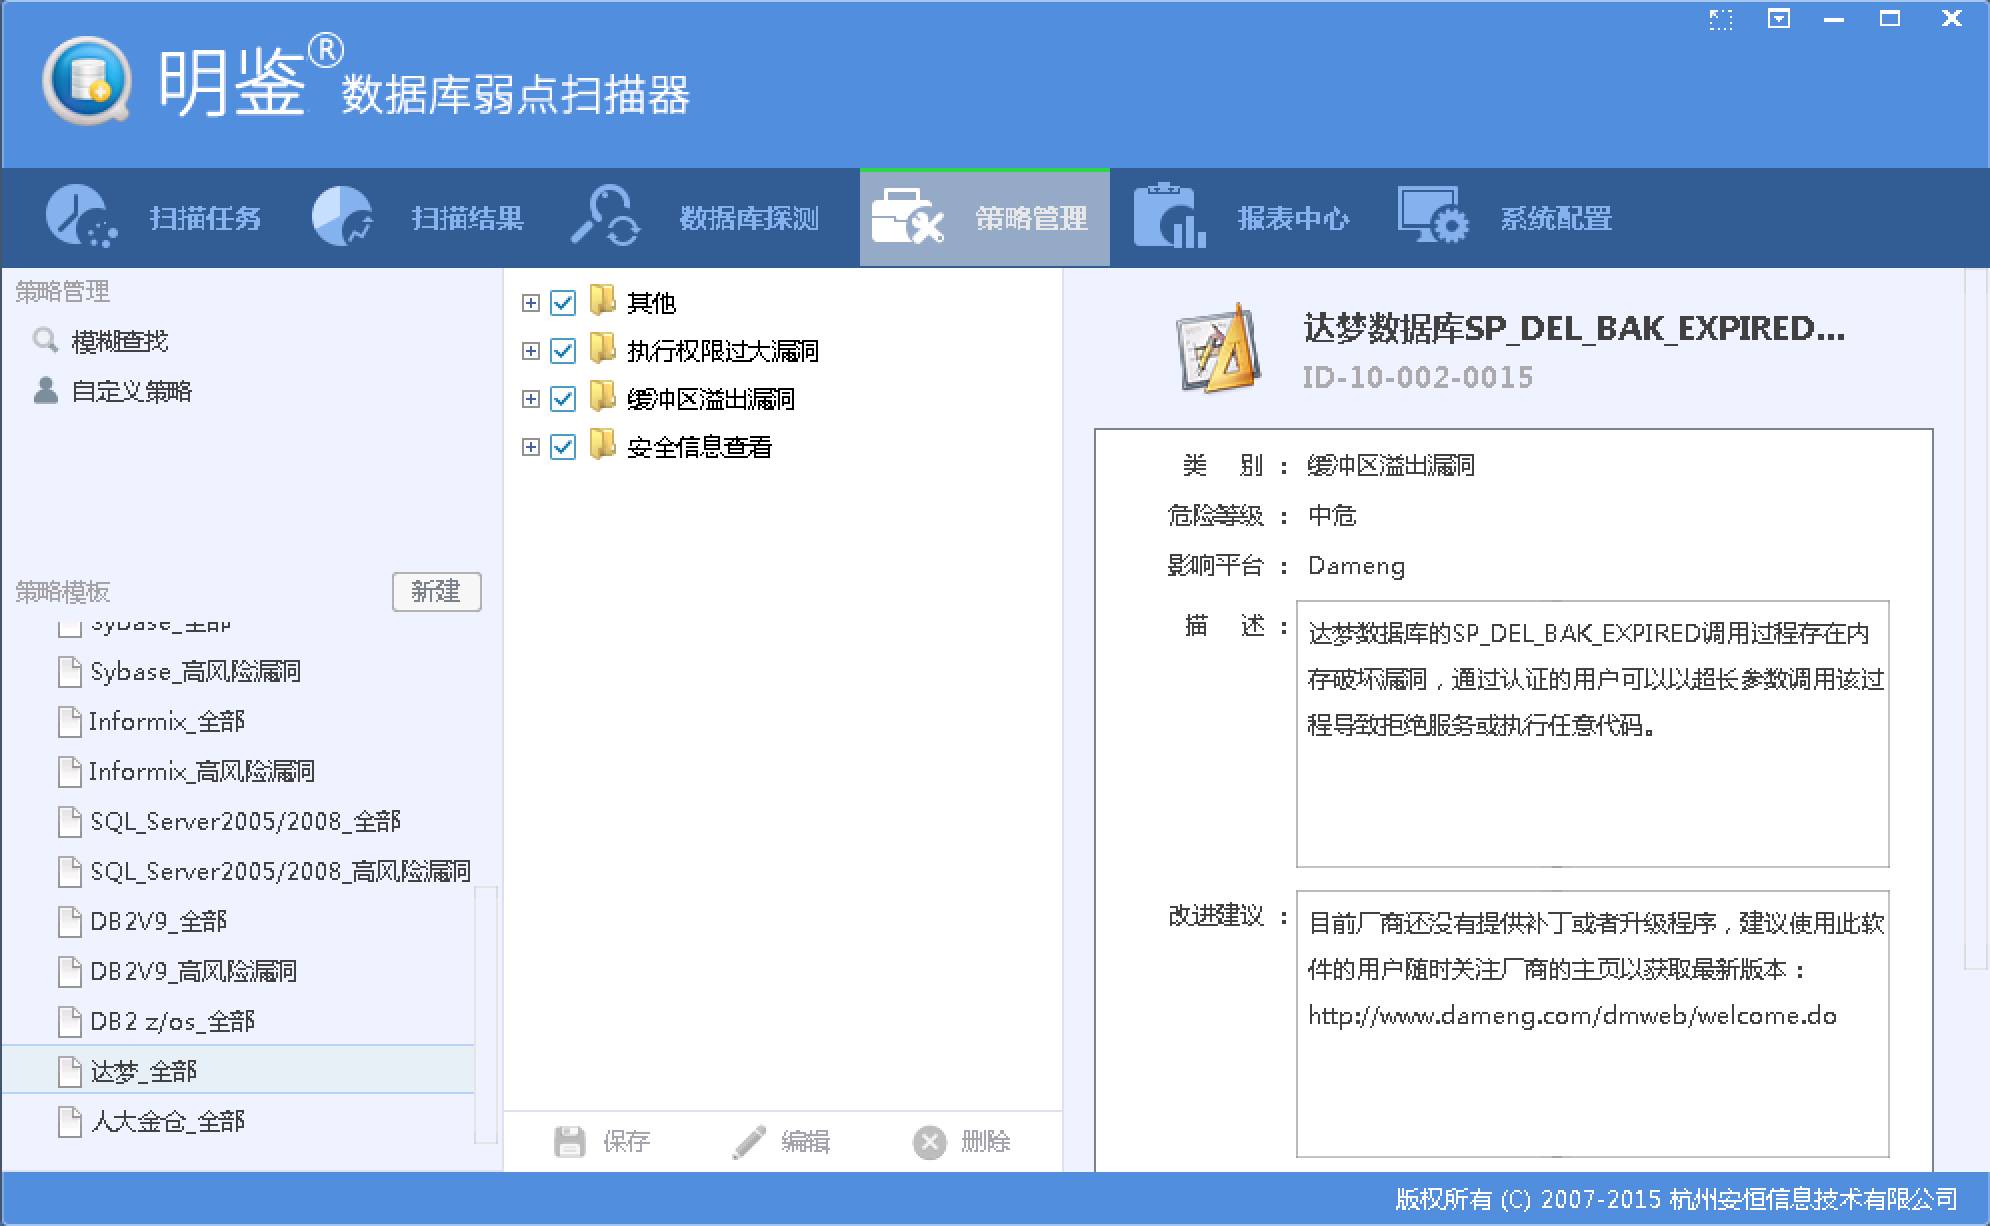 明鉴®数据库弱点扫描器
扫描任务
扫描结果
数据库探测
策略管理
报表中心
系统配置
策略管理
模糊查找
自定义策略
策略模板
新建
Sybase_全部
Sybase_高风险漏洞
Informix_全部
Informix_高风险漏洞
SQL_Server2005/2008_全部
SQL_Server2005/2008_高风险漏洞
DB2V9_全部
DB2V9_高风险漏洞
DB2 z/os_全部
达梦_全部
人大金仓_全部
其他
执行权限过大漏洞
缓冲区溢出漏洞
安全信息查看
保存
编辑
删除
达梦数据库SP_DEL_BAK_EXPIRED...
ID-10-002-0015
类 别： 缓冲区溢出漏洞
危险等级： 中危
影响平台： Dameng
描 述： 达梦数据库的SP_DEL_BAK_EXPIRED调用过程存在内
存破坏漏洞，通过认证的用户可以以超长参数调用该过
程导致拒绝服务或执行任意代码。
改进建议： 目前厂商还没有提供补丁或者升级程序，建议使用此软
件的用户随时关注厂商的主页以获取最新版本：
http://www.dameng.com/dmweb/welcome.do
版权所有 (C) 2007-2015 杭州安恒信息技术有限公司